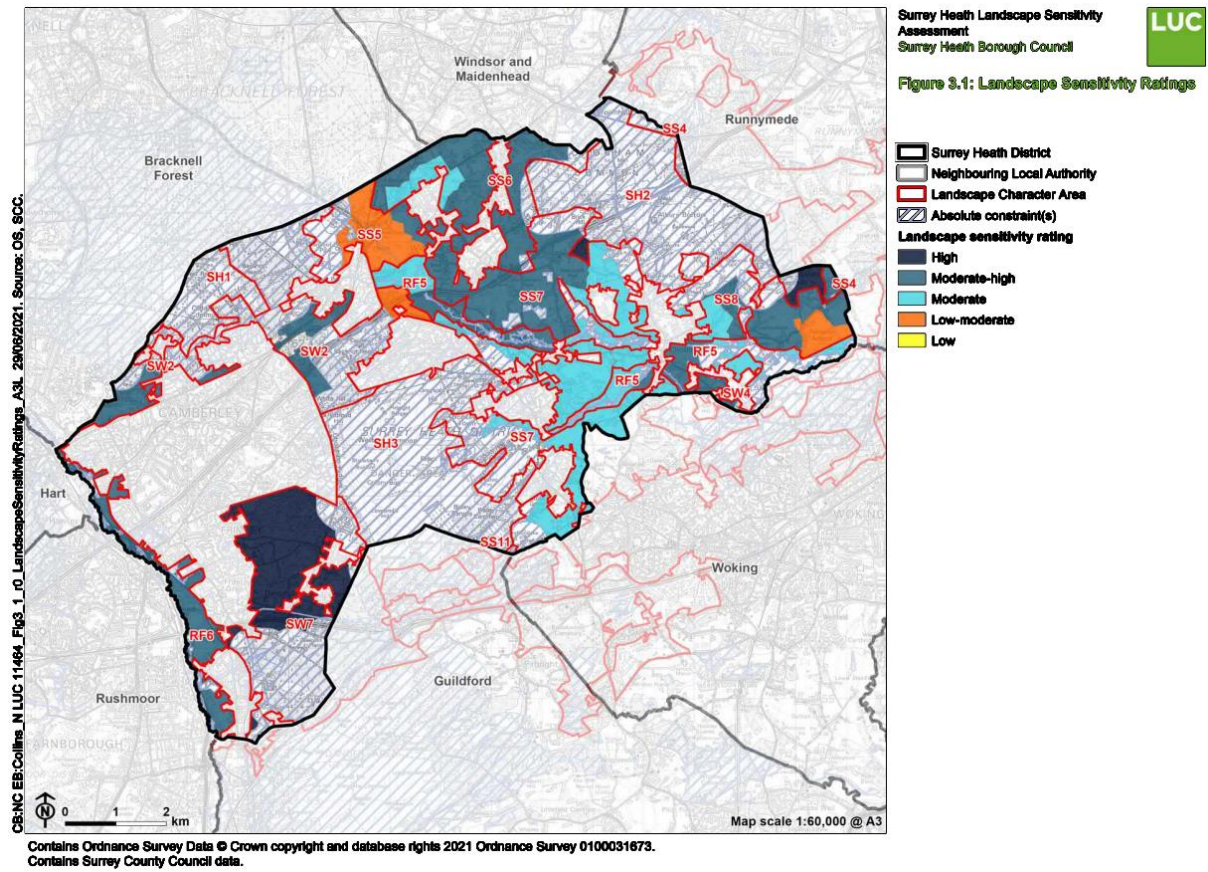 Surrey Heath Landscape Sensitivity
Assessment
Surrey Heath Borough Council
LUC
Figure 3.1: Landscape Sensitivity Ratings
Surrey Heath District
Neighbouring Local Authority
Landscape Character Area
Absolute constraint(s)
Landscape sensitivity rating
High
Moderate-high
Moderate
Low-moderate
Low
Windsor and
Maidenhead
Runnymede
SS4
Bracknell
Forest
SS6
SH2
SS5
SH1
RF5
SS7
SS8
SS4
SW2
SW2
RF5
CAMBERLEY
RF5
SW4
SURREY HEATH DISTRICT
SH3
SS7
Hart
WOKING
SS11
Woking
SW7
RF6
Guildford
Rushmoor
FARNBOROUGH
N
0 1 2
km
Map scale 1:60,000 @ A3
CB:NC EB:Collins_N LUC 11464_Fig3_1_r0_LandscapeSensitivityRatings_A3L 29/06/2021. Source: OS, SCC.
Contains Ordnance Survey Data © Crown copyright and database rights 2021 Ordnance Survey 0100031673.
Contains Surrey County Council data.